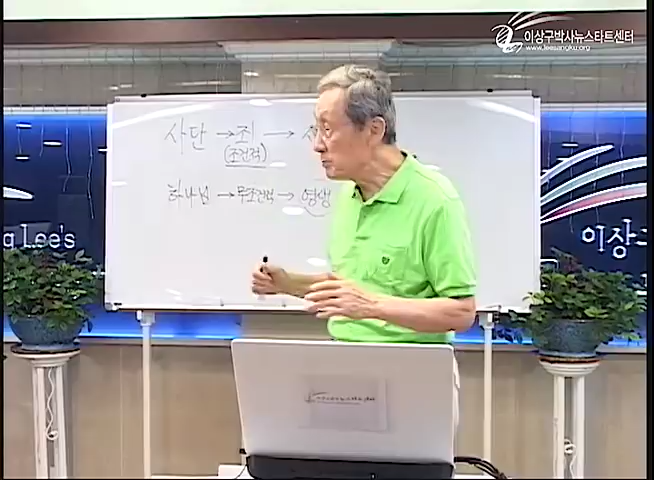 이상구박사뉴스타트센터
www.leesangku.org
사단 → 죄 →
(조건적)
하나님 → 무조건적 → 영생
g Lee's
이상